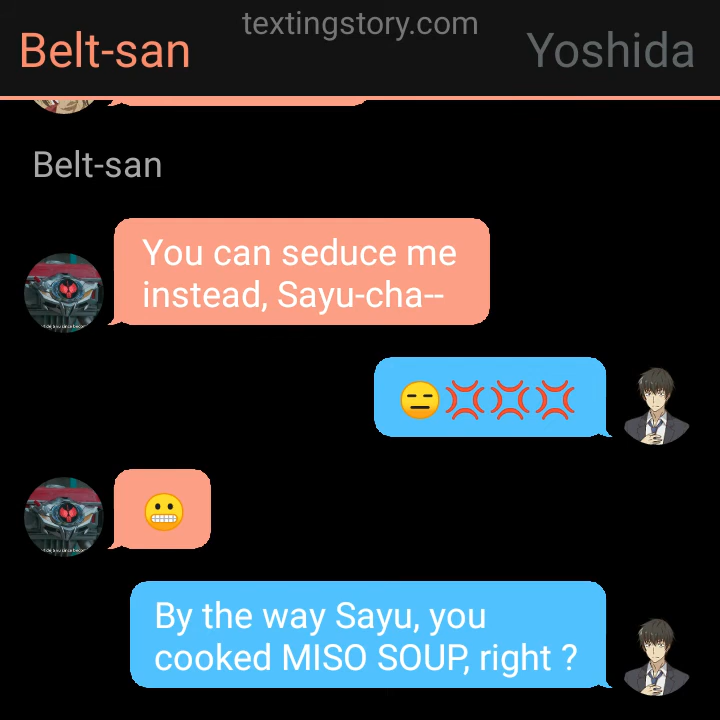 textingstory.com
Belt-san
Yoshida
Belt-san
You can seduce me
instead, Sayu-cha--
😑💢💢💢
😬
By the way Sayu, you
cooked MISO SOUP, right ?